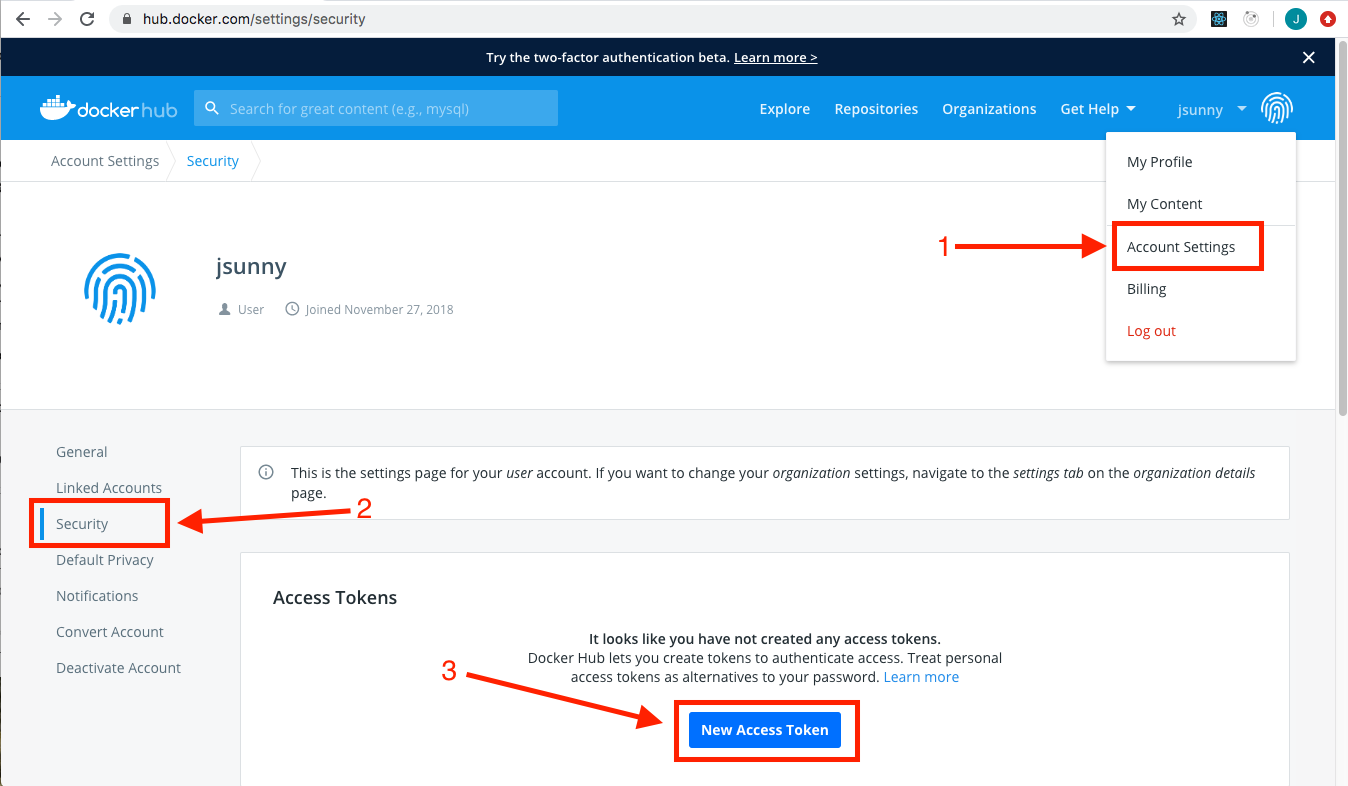 hub.docker.com/settings/security
J
Try the two-factor authentication beta. Learn more >
dockerhub
Search for great content (e.g., mysql)
Explore
Repositories
Organizations
Get Help
jsunny
Account Settings
Security
My Profile
My Content
1
Account Settings
Billing
Log out
jsunny
User
Joined November 27, 2018
General
Linked Accounts
Security
2
Default Privacy
Notifications
Convert Account
Deactivate Account
This is the settings page for your user account. If you want to change your organization settings, navigate to the settings tab on the organization details
page.
Access Tokens
It looks like you have not created any access tokens.
Docker Hub lets you create tokens to authenticate access. Treat personal
access tokens as alternatives to your password. Learn more
3
New Access Token